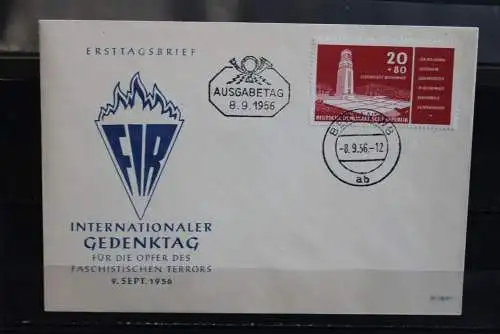 ERSTTAGSBRIEF
AUSGABETAG
8.9.1956
20
+80
DEUTSCHE DEMOKRATISCHE REPUBLIK
-8.9.56.-12
ab
FIR
INTERNATIONALER
GEDENKTAG
FÜR DIE OPFER DES
FASCHISTISCHEN TERRORS
9. SEPT. 1956